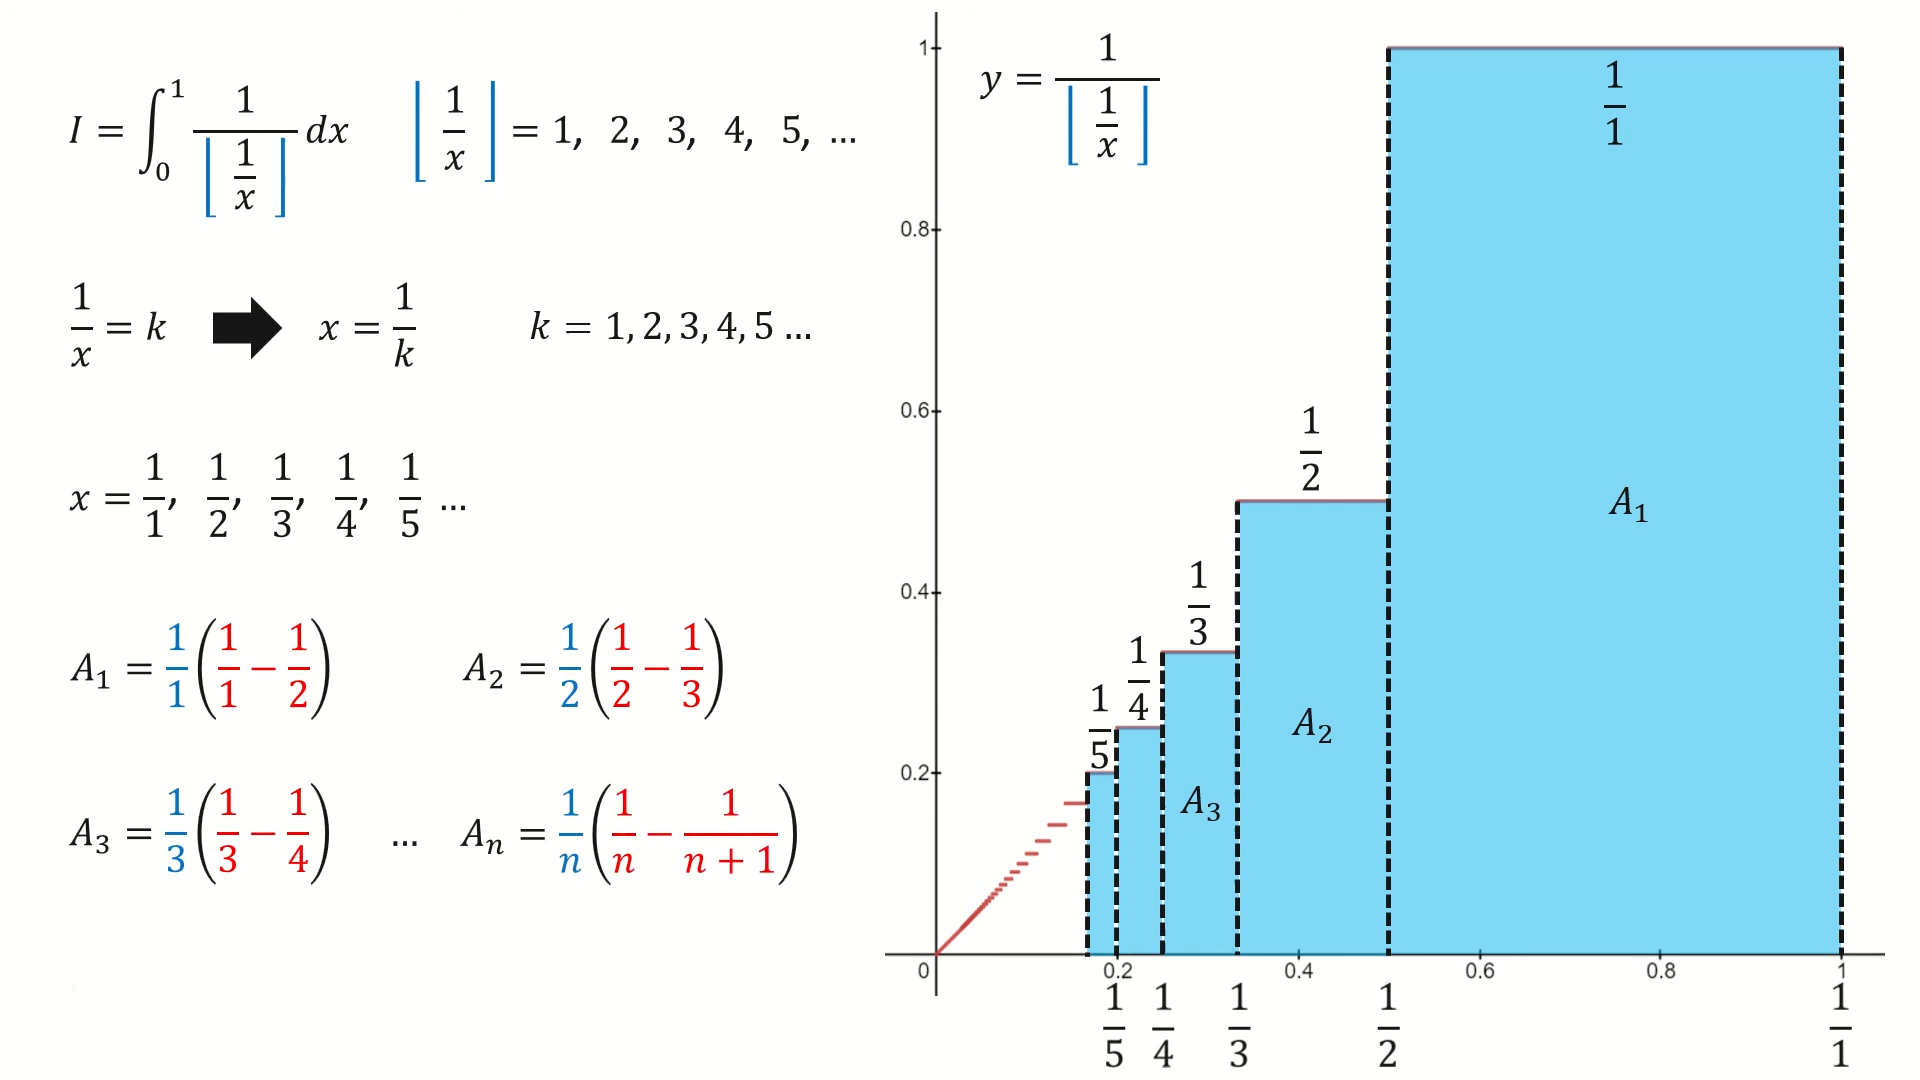 I = ∫₀¹ 1/⌊1/x⌋ dx
⌊1/x⌋ = 1, 2, 3, 4, 5, ...
1/x = k ➡ x = 1/k
k = 1, 2, 3, 4, 5 ...
x = 1/1, 1/2, 1/3, 1/4, 1/5 ...
A₁ = 1/1 (1/1 − 1/2)
A₂ = 1/2 (1/2 − 1/3)
A₃ = 1/3 (1/3 − 1/4)
...
Aₙ = 1/n (1/n − 1/(n + 1))
y = 1/⌊1/x⌋
1
0.8
0.6
0.4
0.2
1/1
1/2
1/3
1/4
1/5
A₁
A₂
A₃
0 0.2 0.4 0.6 0.8 1
1/5 1/4 1/3 1/2 1/1